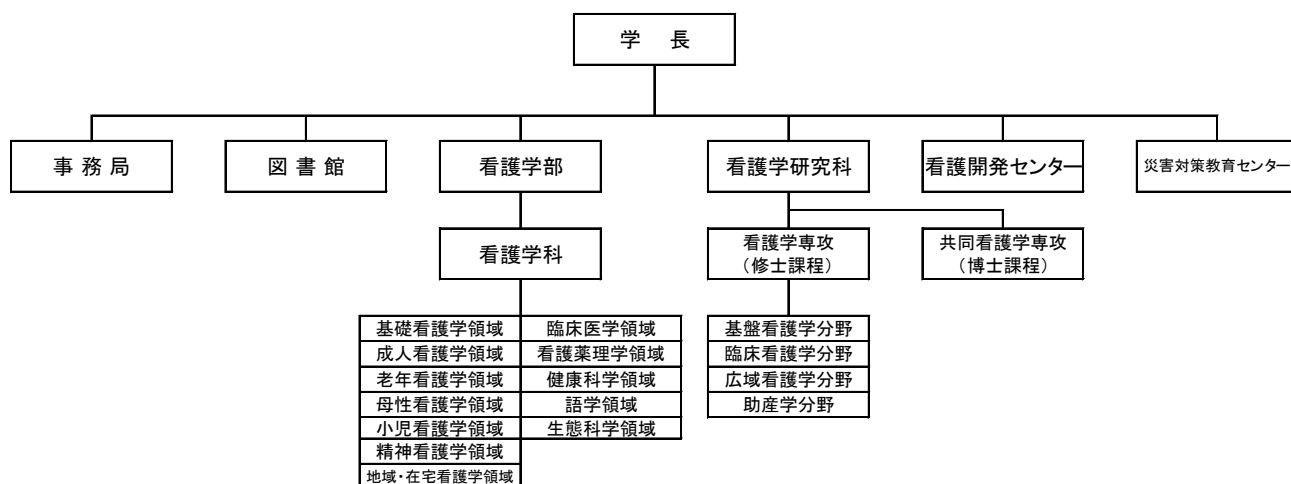 学 長
事 務 局
図 書 館
看護学部
看護学研究科
看護開発センター
災害対策教育センター
看護学科
看護学専攻
（修士課程）
共同看護学専攻
（博士課程）
基礎看護学領域
成人看護学領域
老年看護学領域
母性看護学領域
小児看護学領域
精神看護学領域
地域・在宅看護学領域
臨床医学領域
看護薬理学領域
健康科学領域
語学領域
生態科学領域
基盤看護学分野
臨床看護学分野
広域看護学分野
助産学分野